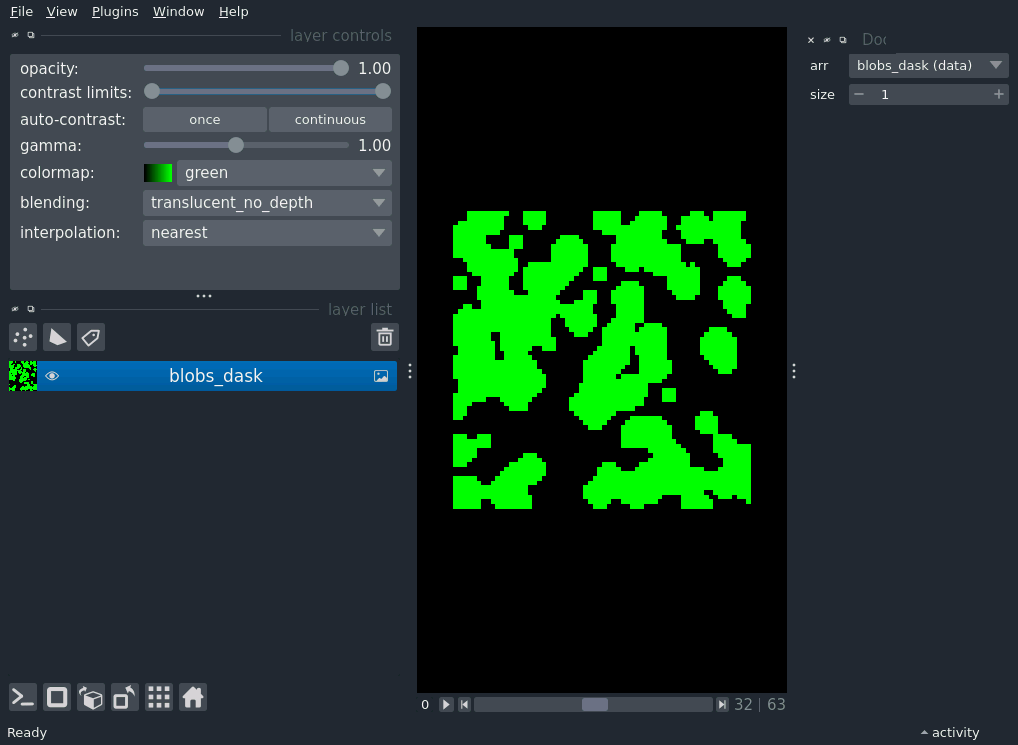 File View Plugins Window Help
layer controls
opacity: 1.00
contrast limits:
auto-contrast: once continuous
gamma: 1.00
colormap: green
blending: translucent_no_depth
interpolation: nearest
layer list
blobs_dask
arr blobs_dask (data)
size 1
0 32 | 63
Ready
activity